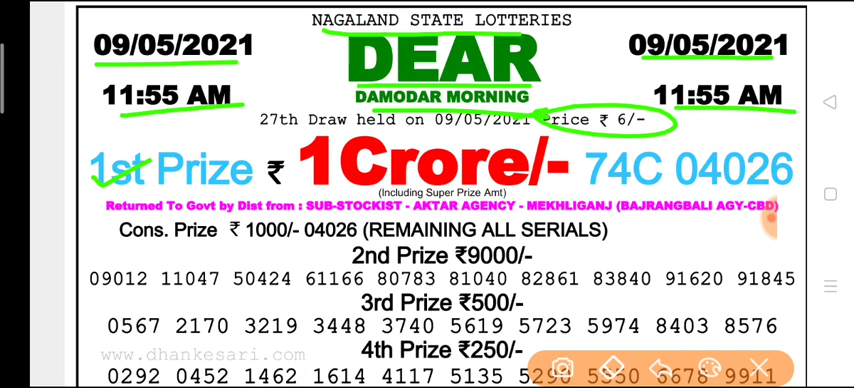 NAGALAND STATE LOTTERIES
09/05/2021 DEAR 09/05/2021
11:55 AM DAMODAR MORNING 11:55 AM
27th Draw held on 09/05/2021 Price ₹ 6/-
1st Prize ₹ 1Crore/- 74C 04026
(Including Super Prize Amt)
Returned To Govt by Dist from : SUB-STOCKIST - AKTAR AGENCY - MEKHLIGANJ (BAJRANGBALI AGY-CBD)
Cons. Prize ₹ 1000/- 04026 (REMAINING ALL SERIALS)
2nd Prize ₹9000/-
09012 11047 50424 61166 80783 81040 82861 83840 91620 91845
3rd Prize ₹500/-
0567 2170 3219 3448 3740 5619 5723 5974 8403 8576
www.dhankesari.com
4th Prize ₹250/-
0292 0452 1462 1614 4117 5135 5290 5950 6678 9911